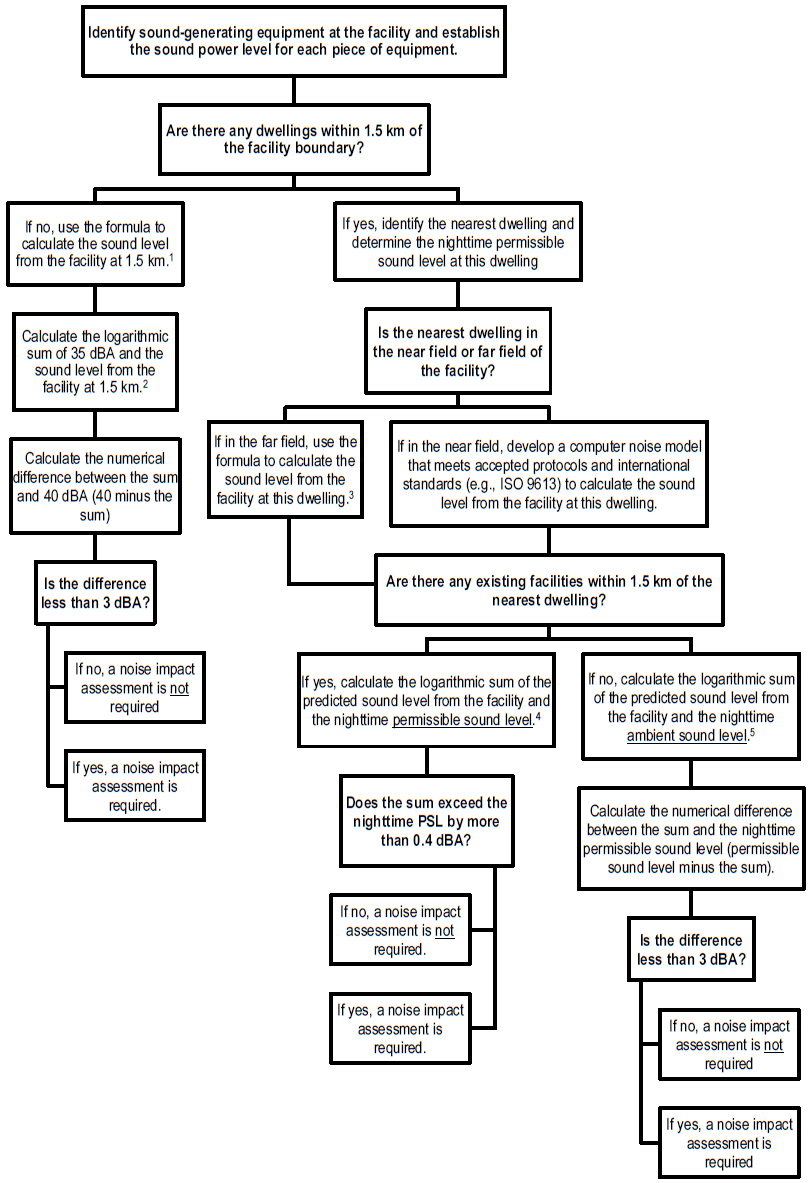 Identify sound-generating equipment at the facility and establish
the sound power level for each piece of equipment.
Are there any dwellings within 1.5 km of
the facility boundary?
If no, use the formula to
calculate the sound level
from the facility at 1.5 km.1
If yes, identify the nearest dwelling and
determine the nighttime permissible
sound level at this dwelling
Calculate the logarithmic
sum of 35 dBA and the
sound level from the
facility at 1.5 km.2
Is the nearest dwelling in
the near field or far field of
the facility?
Calculate the numerical
difference between the sum
and 40 dBA (40 minus the
sum)
If in the far field, use the
formula to calculate the
sound level from the
facility at this dwelling.3
If in the near field, develop a computer noise model
that meets accepted protocols and international
standards (e.g., ISO 9613) to calculate the sound
level from the facility at this dwelling.
Is the difference
less than 3 dBA?
Are there any existing facilities within 1.5 km of the
nearest dwelling?
If no, a noise impact
assessment is not
required
If yes, a noise impact
assessment is
required.
If yes, calculate the logarithmic sum of the
predicted sound level from the facility and
the nighttime permissible sound level.4
If no, calculate the logarithmic sum
of the predicted sound level from
the facility and the nighttime
ambient sound level.5
Does the sum exceed the
nighttime PSL by more
than 0.4 dBA?
Calculate the numerical difference
between the sum and the nighttime
permissible sound level (permissible
sound level minus the sum).
If no, a noise impact
assessment is not
required.
If yes, a noise impact
assessment is
required.
Is the difference
less than 3 dBA?
If no, a noise impact
assessment is not
required
If yes, a noise impact
assessment is
required